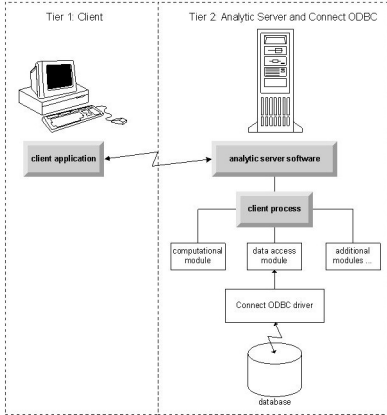 Tier 1: Client
Tier 2: Analytic Server and Connect ODBC
client application
analytic server software
client process
computational
module
data access
module
additional
modules ...
Connect ODBC driver
database